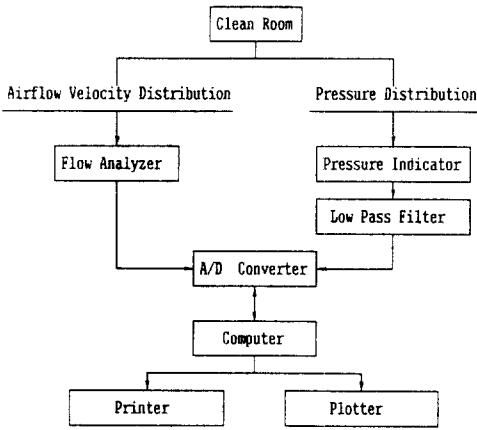 Clean Room
Airflow Velocity Distribution
Pressure Distribution
Flow Analyzer
Pressure Indicator
Low Pass Filter
A/D Converter
Computer
Printer
Plotter